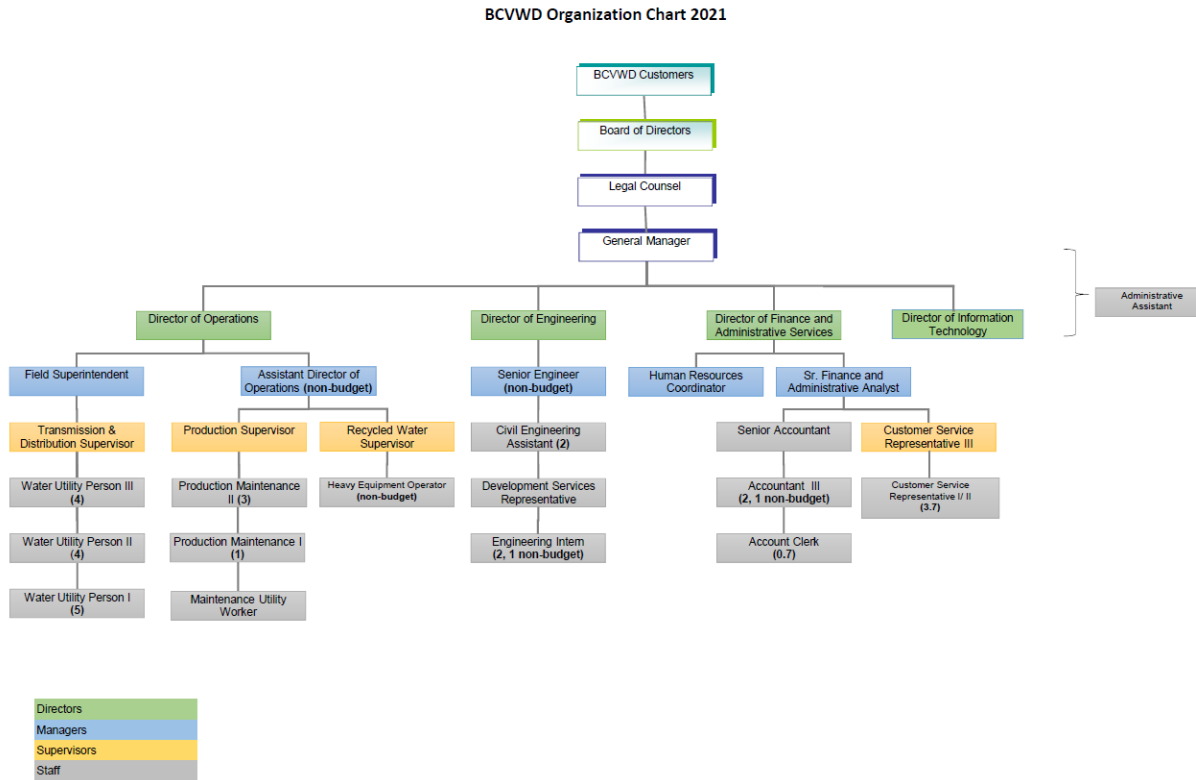 BCVWD Organization Chart 2021
BCVWD Customers
Board of Directors
Legal Counsel
General Manager
Administrative
Assistant
Director of Operations
Director of Engineering
Director of Finance and
Administrative Services
Director of Information
Technology
Field Superintendent
Assistant Director of
Operations (non-budget)
Senior Engineer
(non-budget)
Human Resources
Coordinator
Sr. Finance and
Administrative Analyst
Transmission &
Distribution Supervisor
Production Supervisor
Recycled Water
Supervisor
Civil Engineering
Assistant (2)
Senior Accountant
Customer Service
Representative III
Water Utility Person III
(4)
Production Maintenance
II (3)
Heavy Equipment Operator
(non-budget)
Development Services
Representative
Accountant III
(2, 1 non-budget)
Customer Service
Representative I/ II
(3.7)
Water Utility Person II
(4)
Production Maintenance I
(1)
Engineering Intern
(2, 1 non-budget)
Account Clerk
(0.7)
Water Utility Person I
(5)
Maintenance Utility
Worker
Directors
Managers
Supervisors
Staff